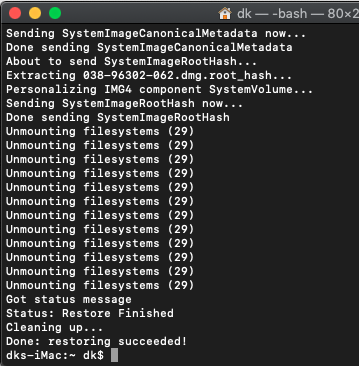 dk — -bash — 80×2
Sending SystemImageCanonicalMetadata now...
Done sending SystemImageCanonicalMetadata
About to send SystemImageRootHash...
Extracting 038-96302-062.dmg.root_hash...
Personalizing IMG4 component SystemVolume...
Sending SystemImageRootHash now...
Done sending SystemImageRootHash
Unmounting filesystems (29)
Unmounting filesystems (29)
Unmounting filesystems (29)
Unmounting filesystems (29)
Unmounting filesystems (29)
Unmounting filesystems (29)
Unmounting filesystems (29)
Unmounting filesystems (29)
Unmounting filesystems (29)
Unmounting filesystems (29)
Unmounting filesystems (29)
Unmounting filesystems (29)
Got status message
Status: Restore Finished
Cleaning up...
Done: restoring succeeded!
dks-iMac:~ dk$